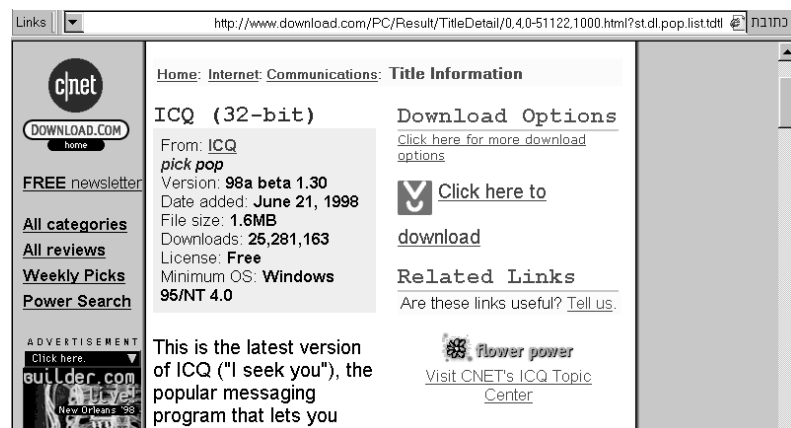 Links http://www.download.com/PC/Result/TitleDetail/0,4,0-51122,1000.html?st.dl.pop.list.tdtl כתובת
c|net
DOWNLOAD.COM
home
FREE newsletter
All categories
All reviews
Weekly Picks
Power Search
ADVERTISEMENT
Click here.
Builder.com
Live!
New Orleans '98
Home: Internet: Communications: Title Information
ICQ (32-bit)
From: ICQ
pick pop
Version: 98a beta 1.30
Date added: June 21, 1998
File size: 1.6MB
Downloads: 25,281,163
License: Free
Minimum OS: Windows
95/NT 4.0
This is the latest version
of ICQ ("I seek you"), the
popular messaging
program that lets you
Download Options
Click here for more download
options
Click here to
download
Related Links
Are these links useful? Tell us.
flower power
Visit CNET's ICQ Topic
Center